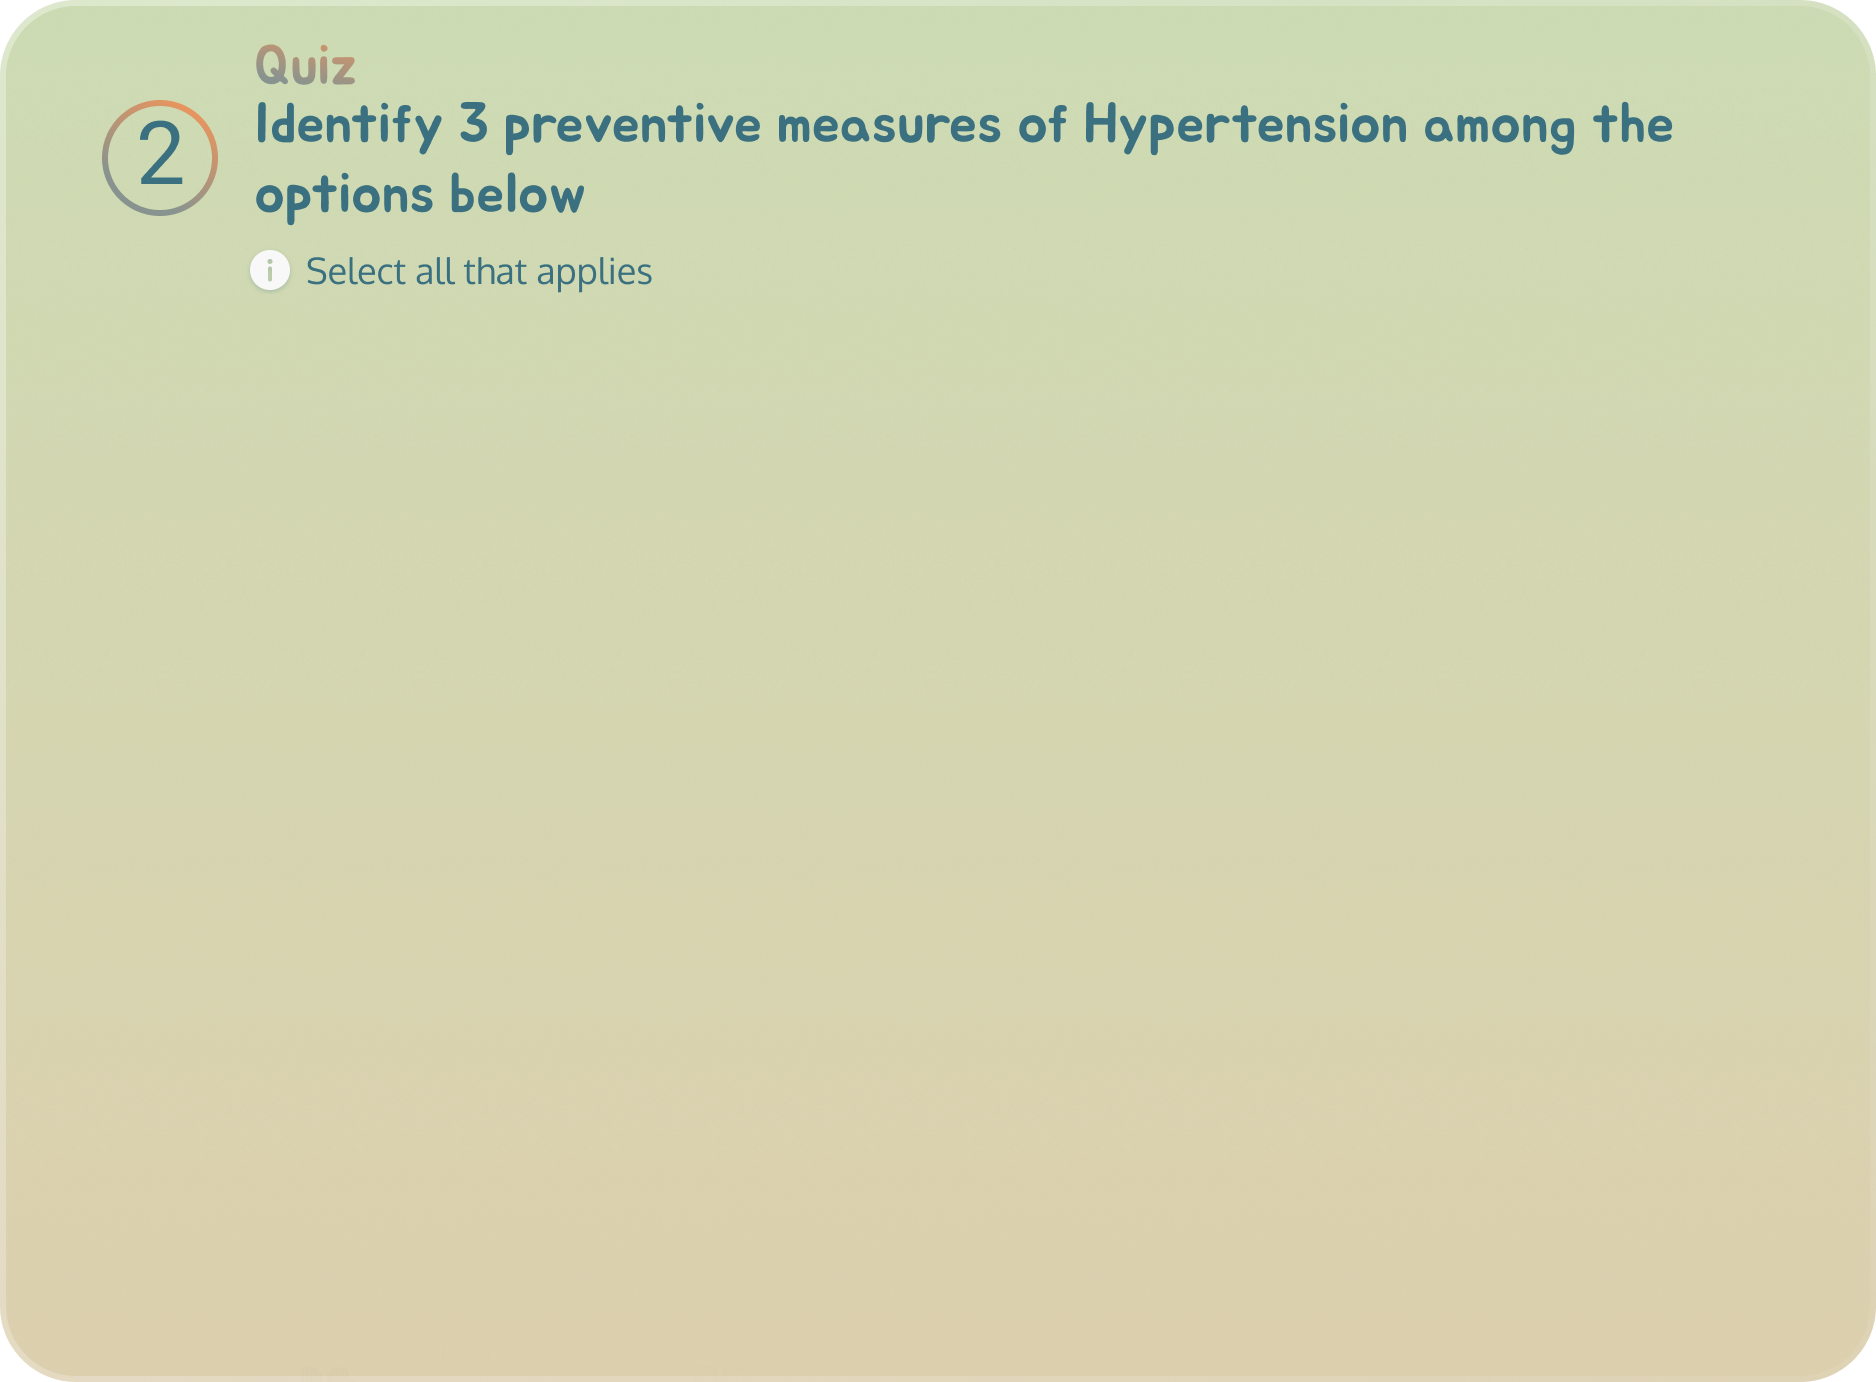 Quiz
2
Identify 3 preventive measures of Hypertension among the
options below
i
Select all that applies